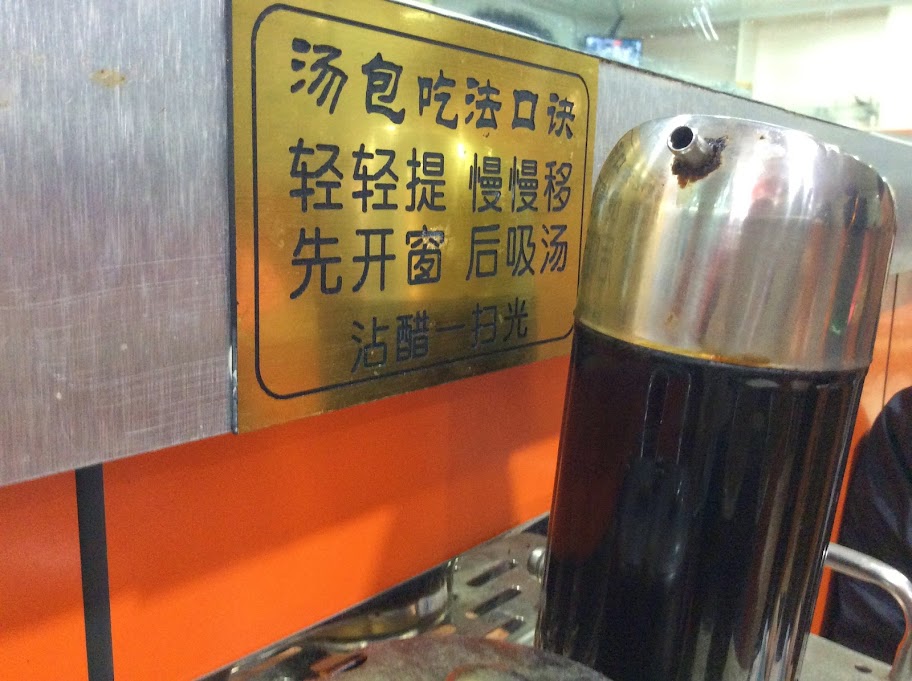 汤包吃法口诀
轻轻提 慢慢移
先开窗 后吸汤
沾醋一扫光